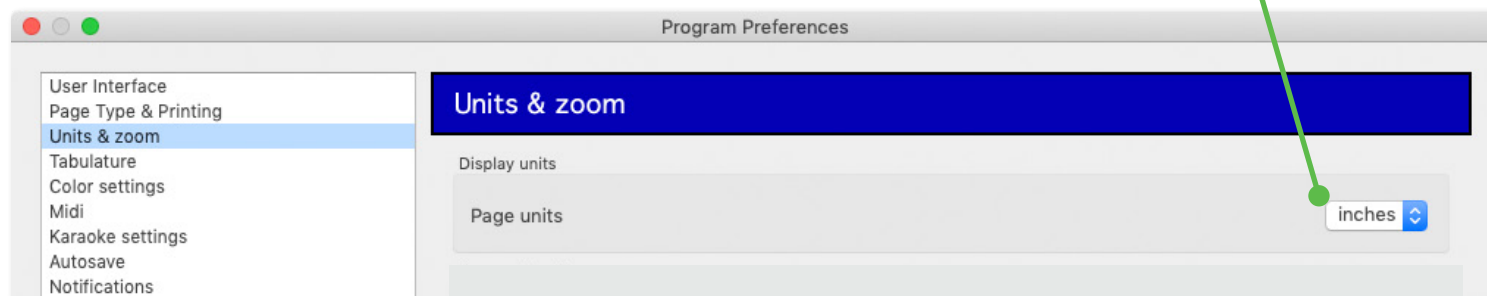 Program Preferences
User Interface
Page Type & Printing
Units & zoom
Tabulature
Color settings
Midi
Karaoke settings
Autosave
Notifications
Units & zoom
Display units
Page units
inches